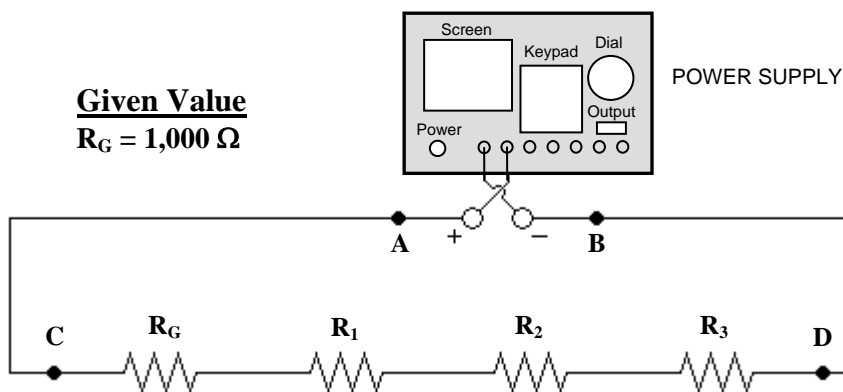 Screen
Keypad
Dial
POWER SUPPLY
Given Value
R_G = 1,000 Ω
Power
Output
A
+
−
B
C
R_G
R_1
R_2
R_3
D